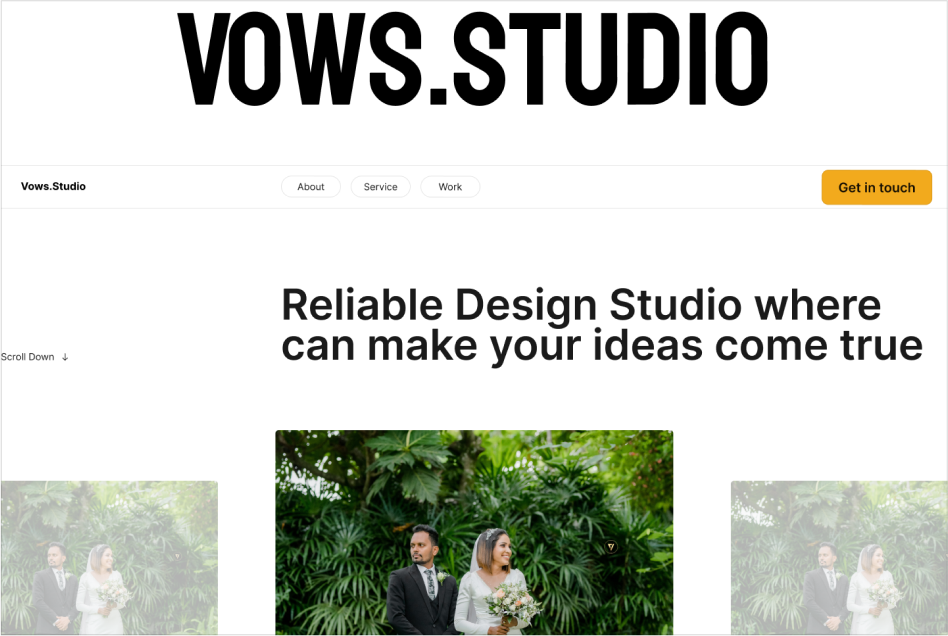 VOWS.STUDIO
Vows.Studio
About
Service
Work
Get in touch
Reliable Design Studio where
can make your ideas come true
Scroll Down ↓